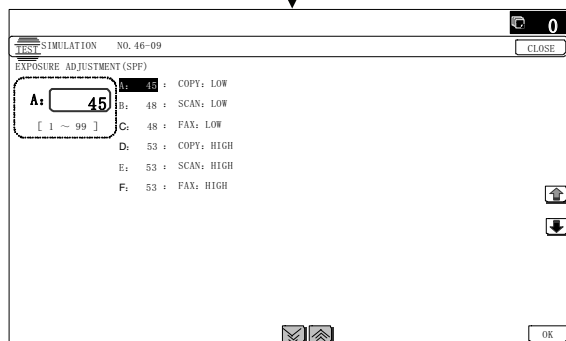 0
TEST SIMULATION NO. 46-09
CLOSE
EXPOSURE ADJUSTMENT(SPF)
A: 45
[ 1 ~ 99 ]
A: 45 : COPY: LOW
B: 48 : SCAN: LOW
C: 48 : FAX: LOW
D: 53 : COPY: HIGH
E: 53 : SCAN: HIGH
F: 53 : FAX: HIGH
OK